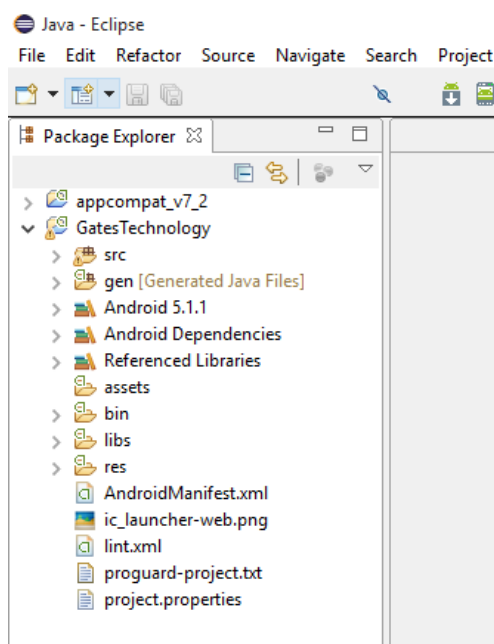 Java - Eclipse
File Edit Refactor Source Navigate Search Project
Package Explorer
appcompat_v7_2
GatesTechnology
src
gen [Generated Java Files]
Android 5.1.1
Android Dependencies
Referenced Libraries
assets
bin
libs
res
AndroidManifest.xml
ic_launcher-web.png
lint.xml
proguard-project.txt
project.properties